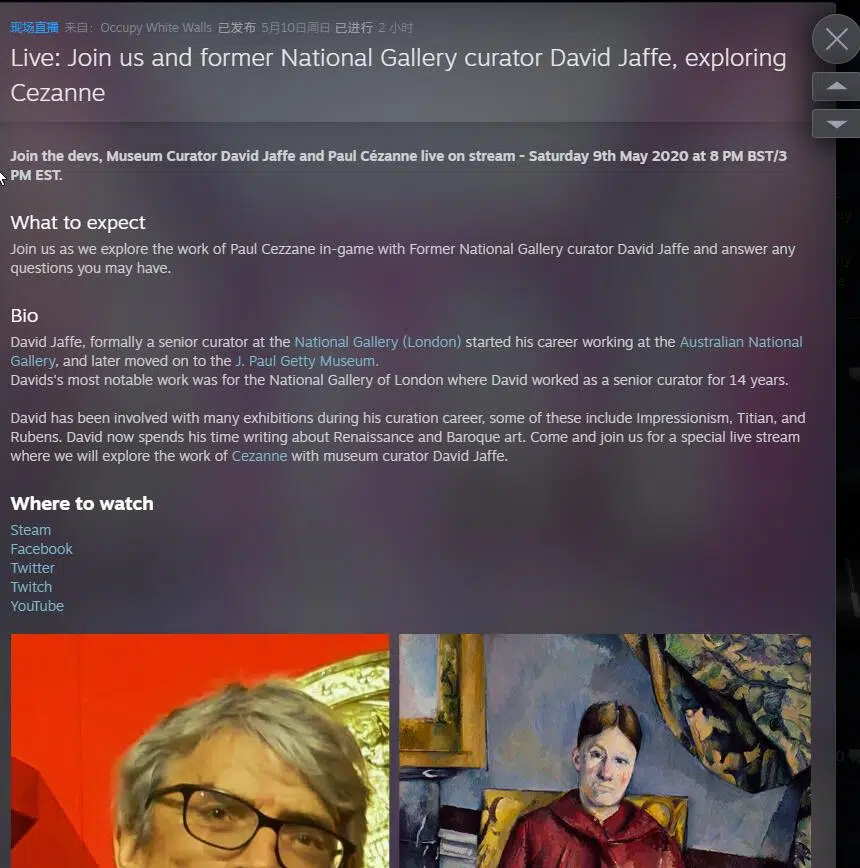 现场直播 来自: Occupy White Walls 已发布 5月10日周日 已进行 2 小时
Live: Join us and former National Gallery curator David Jaffe, exploring
Cezanne
Join the devs, Museum Curator David Jaffe and Paul Cézanne live on stream - Saturday 9th May 2020 at 8 PM BST/3
PM EST.
What to expect
Join us as we explore the work of Paul Cezzane in-game with Former National Gallery curator David Jaffe and answer any
questions you may have.
Bio
David Jaffe, formally a senior curator at the National Gallery (London) started his career working at the Australian National
Gallery, and later moved on to the J. Paul Getty Museum.
Davids's most notable work was for the National Gallery of London where David worked as a senior curator for 14 years.
David has been involved with many exhibitions during his curation career, some of these include Impressionism, Titian, and
Rubens. David now spends his time writing about Renaissance and Baroque art. Come and join us for a special live stream
where we will explore the work of Cezanne with museum curator David Jaffe.
Where to watch
Steam
Facebook
Twitter
Twitch
YouTube